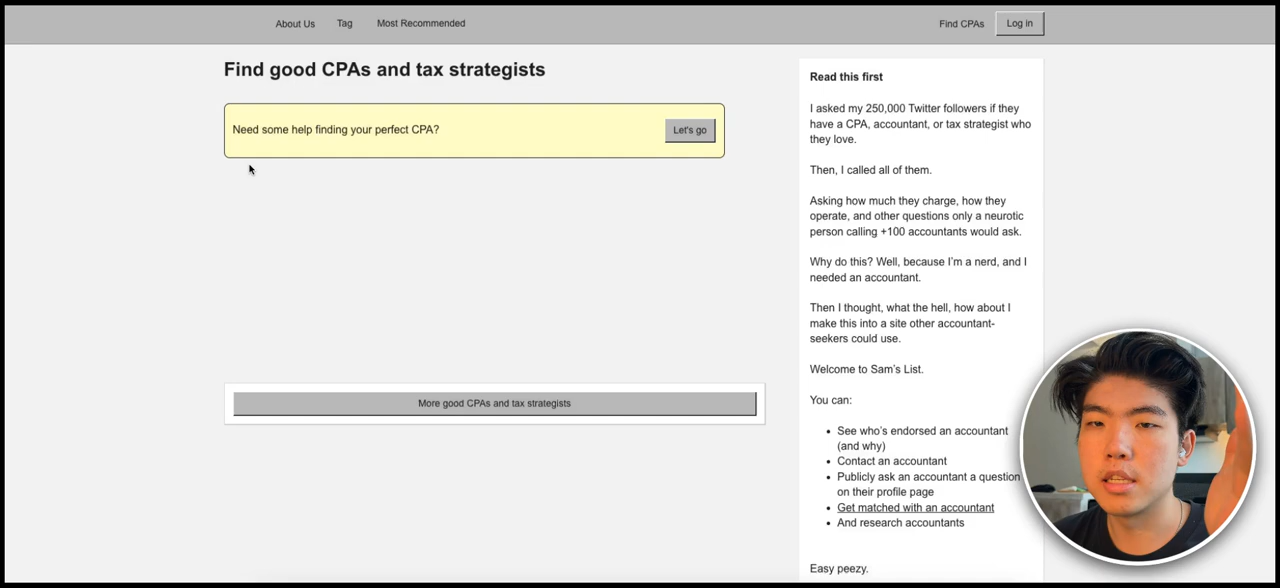 About Us
Tag
Most Recommended
Find CPAs
Log in
Find good CPAs and tax strategists
Need some help finding your perfect CPA?
Let's go
More good CPAs and tax strategists
Read this first
I asked my 250,000 Twitter followers if they
have a CPA, accountant, or tax strategist who
they love.
Then, I called all of them.
Asking how much they charge, how they
operate, and other questions only a neurotic
person calling +100 accountants would ask.
Why do this? Well, because I'm a nerd, and I
needed an accountant.
Then I thought, what the hell, how about I
make this into a site other accountant-
seekers could use.
Welcome to Sam's List.
You can:
• See who's endorsed an accountant
(and why)
• Contact an accountant
• Publicly ask an accountant a question
on their profile page
• Get matched with an accountant
• And research accountants
Easy peezy.